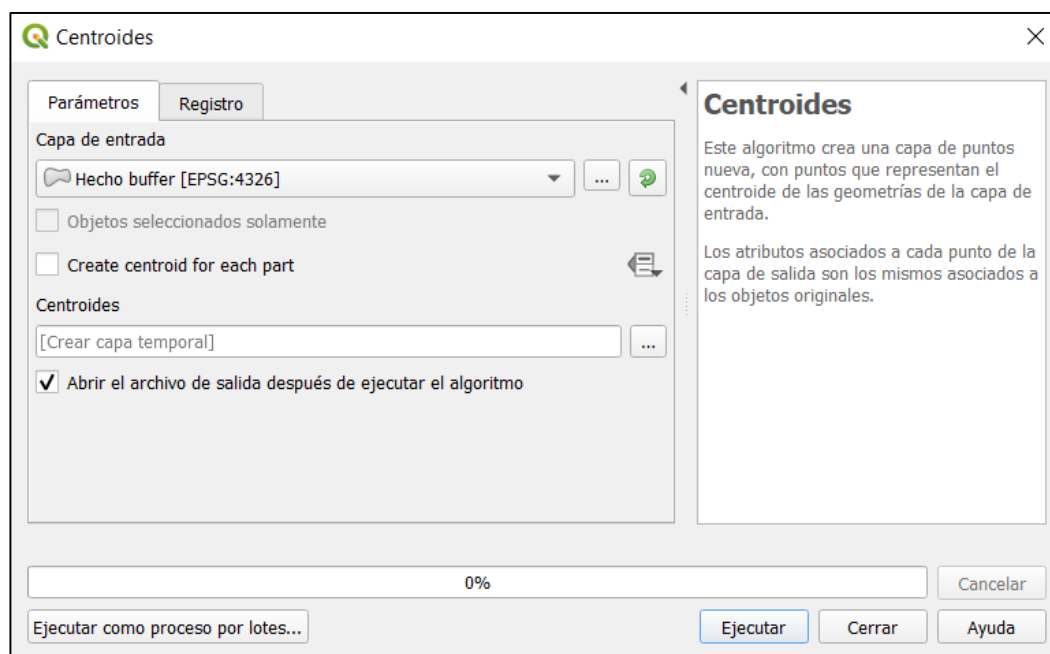 Centroides
Parámetros
Registro
Capa de entrada
Hecho buffer [EPSG:4326]
...
Objetos seleccionados solamente
Create centroid for each part
Centroides
[Crear capa temporal]
...
Abrir el archivo de salida después de ejecutar el algoritmo
Centroides
Este algoritmo crea una capa de puntos
nueva, con puntos que representan el
centroide de las geometrías de la capa de
entrada.
Los atributos asociados a cada punto de la
capa de salida son los mismos asociados a
los objetos originales.
0%
Cancelar
Ejecutar como proceso por lotes...
Ejecutar
Cerrar
Ayuda